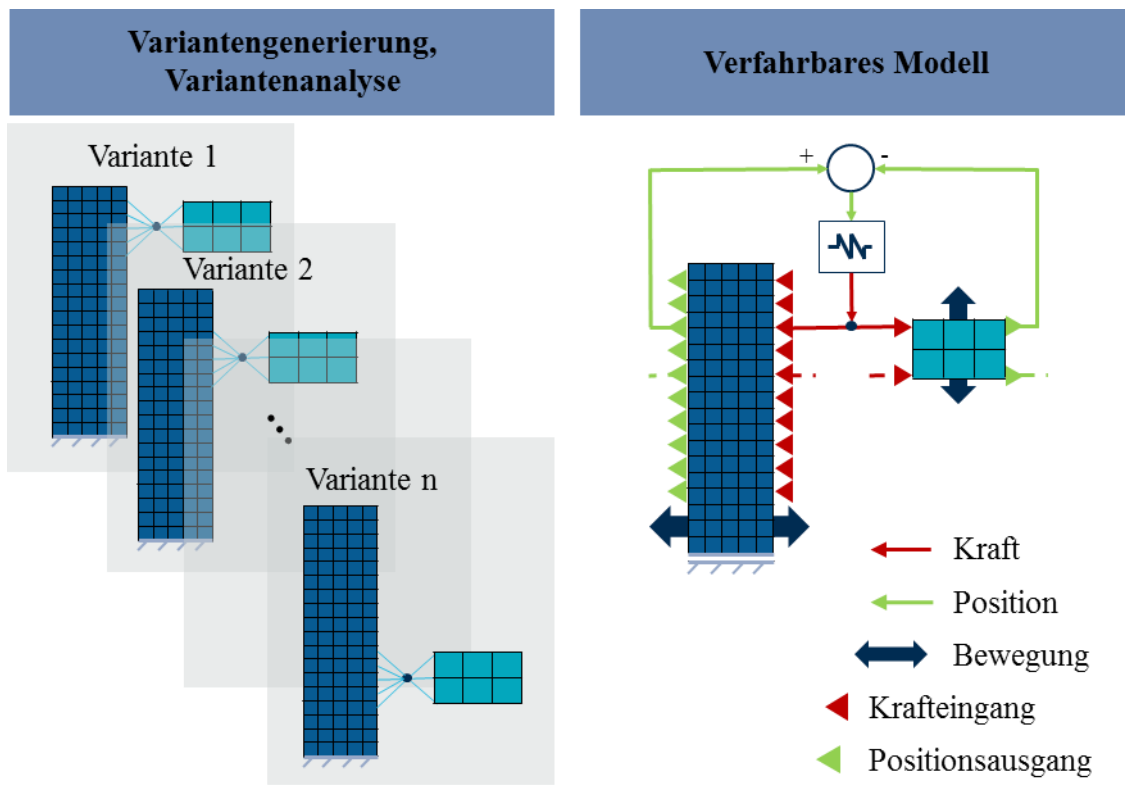 Variantengenerierung,
Variantenanalyse
Variante 1
Variante 2
Variante n
Verfahrbares Modell
+ -
Kraft
Position
Bewegung
Krafteingang
Positionsausgang